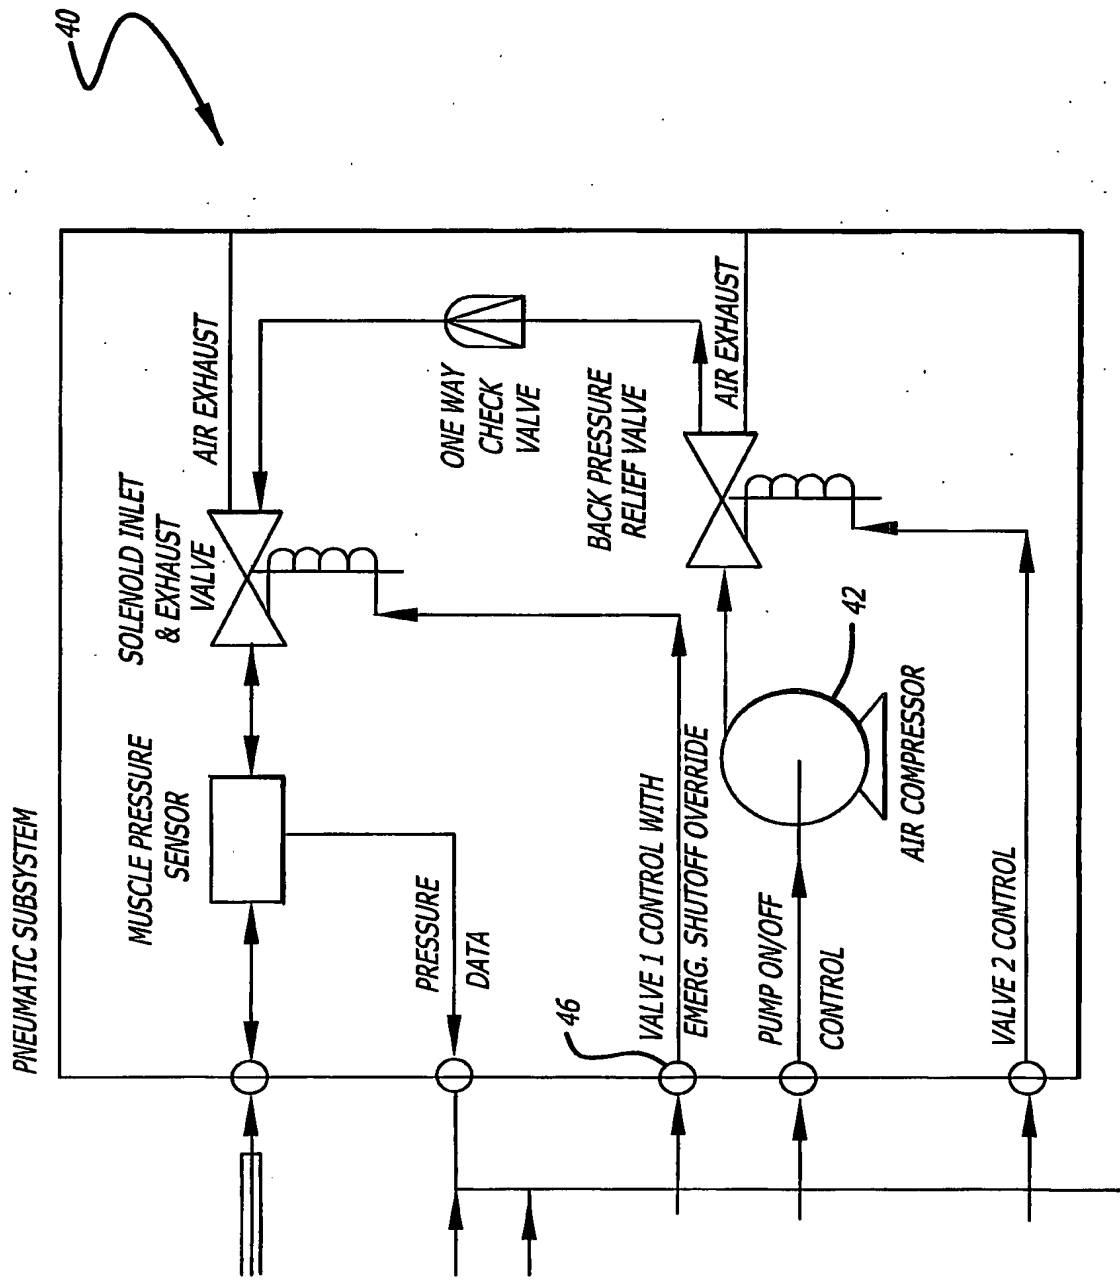 40
PNEUMATIC SUBSYSTEM
MUSCLE PRESSURE
SENSOR
SOLENOLD INLET
& EXHAUST
VALVE
AIR EXHAUST
PRESSURE
DATA
ONE WAY
CHECK
VALVE
46
VALVE 1 CONTROL WITH
EMERG. SHUTOFF OVERRIDE
BACK PRESSURE
RELIEF VALVE
AIR EXHAUST
PUMP ON/OFF
CONTROL
42
AIR COMPRESSOR
VALVE 2 CONTROL